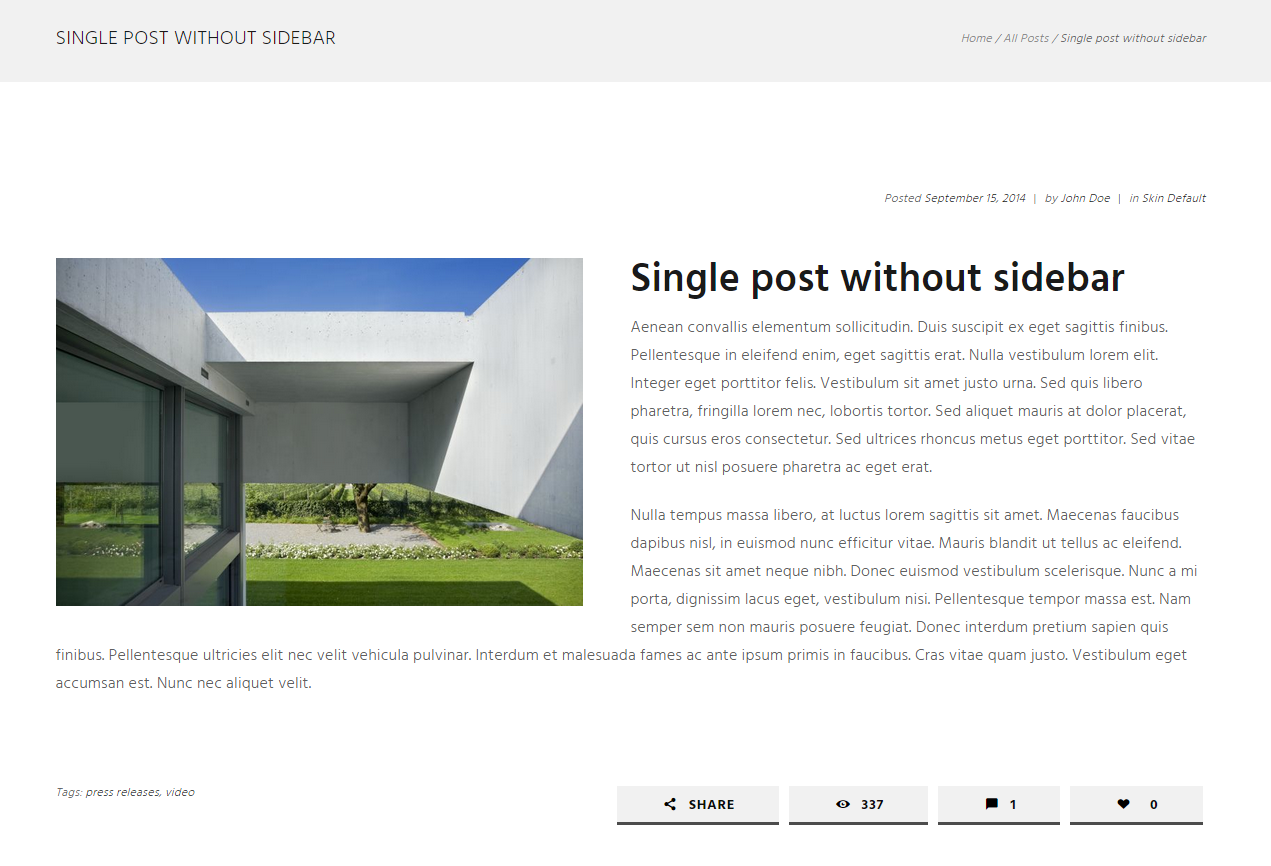 SINGLE POST WITHOUT SIDEBAR
Home / All Posts / Single post without sidebar
Posted September 15, 2014 | by John Doe | in Skin Default
Single post without sidebar
Aenean convallis elementum sollicitudin. Duis suscipit ex eget sagittis finibus.
Pellentesque in eleifend enim, eget sagittis erat. Nulla vestibulum lorem elit.
Integer eget porttitor felis. Vestibulum sit amet justo urna. Sed quis libero
pharetra, fringilla lorem nec, lobortis tortor. Sed aliquet mauris at dolor placerat,
quis cursus eros consectetur. Sed ultrices rhoncus metus eget porttitor. Sed vitae
tortor ut nisl posuere pharetra ac eget erat.
Nulla tempus massa libero, at luctus lorem sagittis sit amet. Maecenas faucibus
dapibus nisl, in euismod nunc efficitur vitae. Mauris blandit ut tellus ac eleifend.
Maecenas sit amet neque nibh. Donec euismod vestibulum scelerisque. Nunc a mi
porta, dignissim lacus eget, vestibulum nisi. Pellentesque tempor massa est. Nam
semper sem non mauris posuere feugiat. Donec interdum pretium sapien quis
finibus. Pellentesque ultricies elit nec velit vehicula pulvinar. Interdum et malesuada fames ac ante ipsum primis in faucibus. Cras vitae quam justo. Vestibulum eget
accumsan est. Nunc nec aliquet velit.
Tags: press releases, video
SHARE
337
1
0